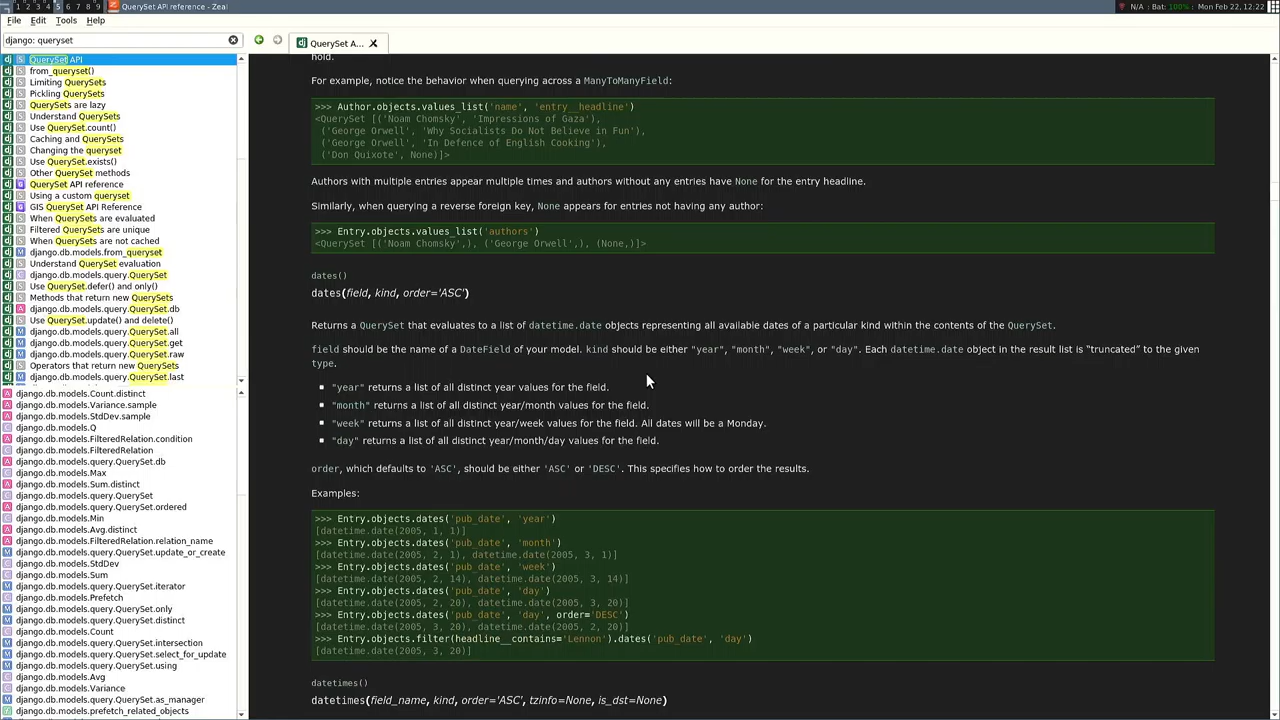 1 2 3 4 5 6 7 8 9 QuerySet API reference - Zeal N/A : Bat: 100% : Mon Feb 22, 12:22
File Edit Tools Help
django: queryset
QuerySet A...
QuerySet API
from_queryset()
Limiting QuerySets
Pickling QuerySets
QuerySets are lazy
Understand QuerySets
Use QuerySet.count()
Caching and QuerySets
Changing the queryset
Use QuerySet.exists()
Other QuerySet methods
QuerySet API reference
Using a custom queryset
GIS QuerySet API Reference
When QuerySets are evaluated
Filtered QuerySets are unique
When QuerySets are not cached
django.db.models.from_queryset
Understand QuerySet evaluation
django.db.models.query.QuerySet
Use QuerySet.defer() and only()
Methods that return new QuerySets
django.db.models.query.QuerySet.db
Use QuerySet.update() and delete()
django.db.models.query.QuerySet.all
django.db.models.query.QuerySet.get
django.db.models.query.QuerySet.raw
Operators that return new QuerySets
django.db.models.query.QuerySet.last
django.db.models.Count.distinct
django.db.models.Variance.sample
django.db.models.StdDev.sample
django.db.models.Q
django.db.models.FilteredRelation.condition
django.db.models.FilteredRelation
django.db.models.query.QuerySet.db
django.db.models.Max
django.db.models.Sum.distinct
django.db.models.query.QuerySet
django.db.models.query.QuerySet.ordered
django.db.models.Min
django.db.models.Avg.distinct
django.db.models.FilteredRelation.relation_name
django.db.models.query.QuerySet.update_or_create
django.db.models.StdDev
django.db.models.Sum
django.db.models.query.QuerySet.iterator
django.db.models.Prefetch
django.db.models.query.QuerySet.only
django.db.models.query.QuerySet.distinct
django.db.models.Count
django.db.models.query.QuerySet.intersection
django.db.models.query.QuerySet.select_for_update
django.db.models.query.QuerySet.using
django.db.models.Avg
django.db.models.Variance
django.db.models.query.QuerySet.as_manager
django.db.models.prefetch_related_objects
hold.
For example, notice the behavior when querying across a ManyToManyField:
>>> Author.objects.values_list('name', 'entry__headline')
<QuerySet [('Noam Chomsky', 'Impressions of Gaza'),
('George Orwell', 'Why Socialists Do Not Believe in Fun'),
('George Orwell', 'In Defence of English Cooking'),
('Don Quixote', None)]>
Authors with multiple entries appear multiple times and authors without any entries have None for the entry headline.
Similarly, when querying a reverse foreign key, None appears for entries not having any author:
>>> Entry.objects.values_list('authors')
<QuerySet [('Noam Chomsky',), ('George Orwell',), (None,)]>
dates()
dates(field, kind, order='ASC')
Returns a QuerySet that evaluates to a list of datetime.date objects representing all available dates of a particular kind within the contents of the QuerySet.
field should be the name of a DateField of your model. kind should be either "year", "month", "week", or "day". Each datetime.date object in the result list is “truncated” to the given
type.
"year" returns a list of all distinct year values for the field.
"month" returns a list of all distinct year/month values for the field.
"week" returns a list of all distinct year/week values for the field. All dates will be a Monday.
"day" returns a list of all distinct year/month/day values for the field.
order, which defaults to 'ASC', should be either 'ASC' or 'DESC'. This specifies how to order the results.
Examples:
>>> Entry.objects.dates('pub_date', 'year')
[datetime.date(2005, 1, 1)]
>>> Entry.objects.dates('pub_date', 'month')
[datetime.date(2005, 2, 1), datetime.date(2005, 3, 1)]
>>> Entry.objects.dates('pub_date', 'week')
[datetime.date(2005, 2, 14), datetime.date(2005, 3, 14)]
>>> Entry.objects.dates('pub_date', 'day')
[datetime.date(2005, 2, 20), datetime.date(2005, 3, 20)]
>>> Entry.objects.dates('pub_date', 'day', order='DESC')
[datetime.date(2005, 3, 20), datetime.date(2005, 2, 20)]
>>> Entry.objects.filter(headline__contains='Lennon').dates('pub_date', 'day')
[datetime.date(2005, 3, 20)]
datetimes()
datetimes(field_name, kind, order='ASC', tzinfo=None, is_dst=None)